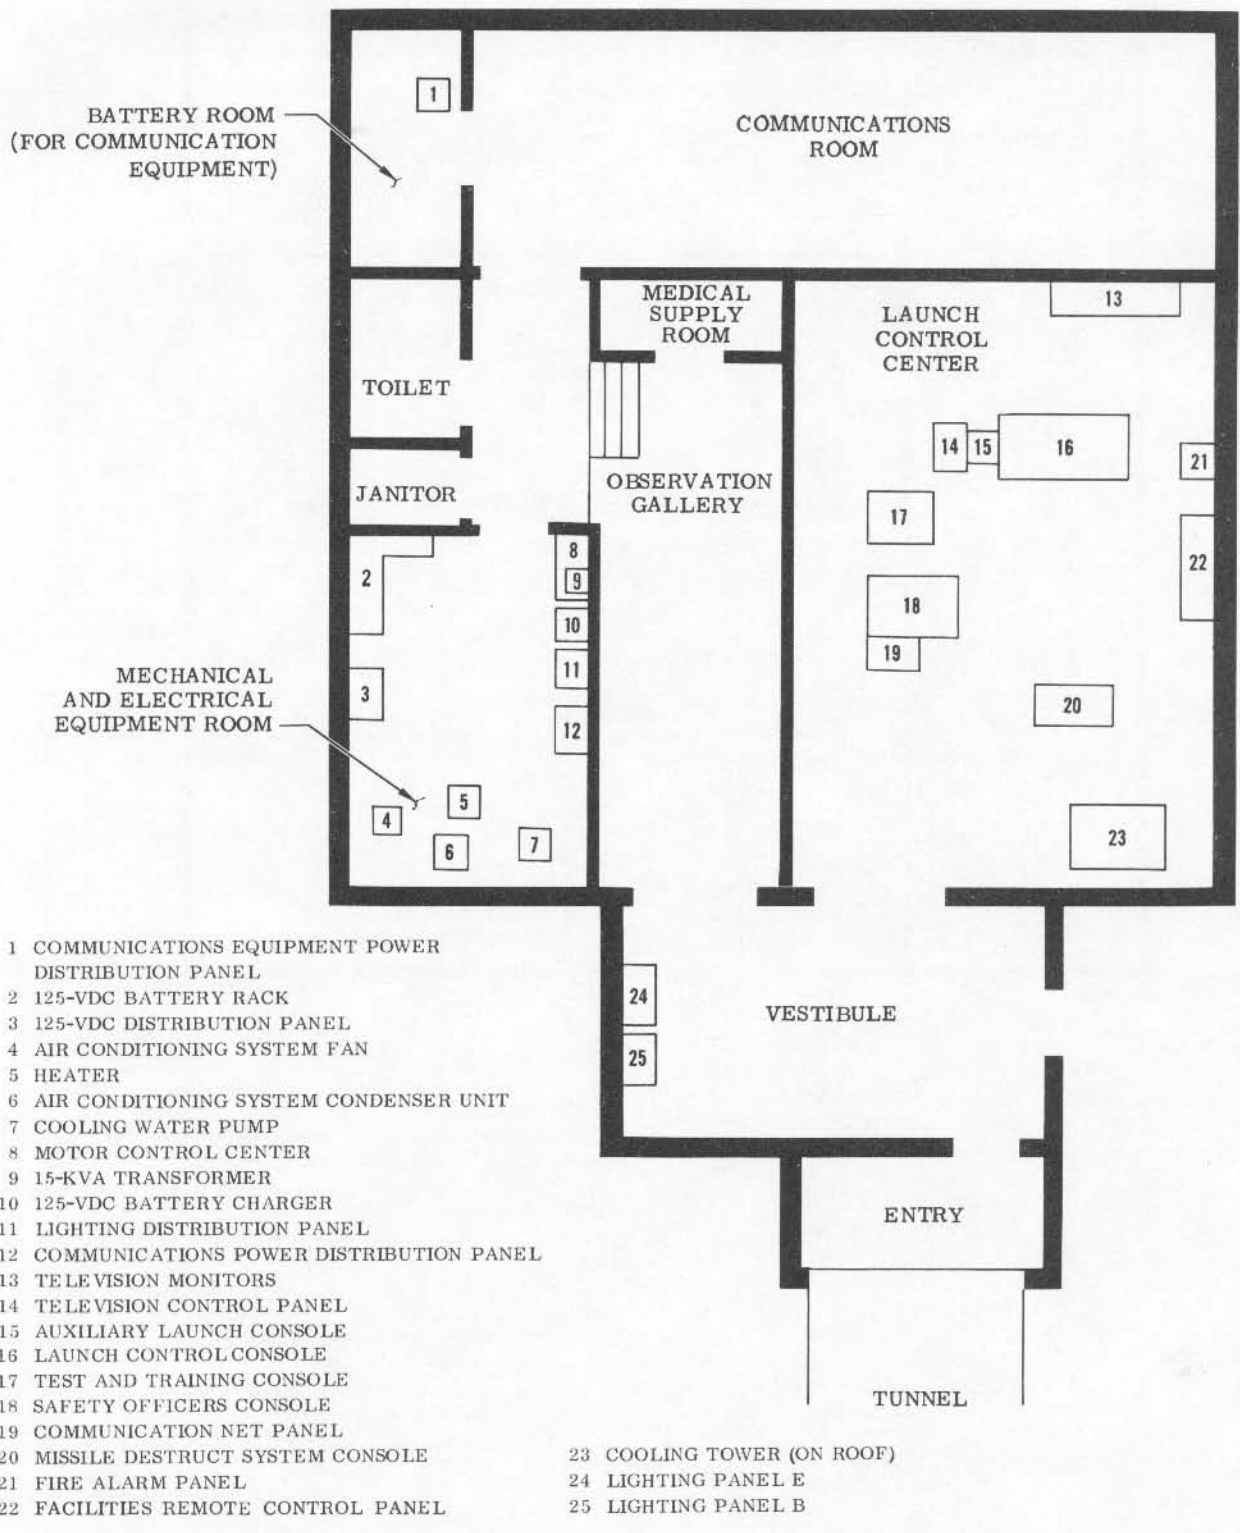 BATTERY ROOM
(FOR COMMUNICATION
EQUIPMENT)
1
COMMUNICATIONS
ROOM
MEDICAL
SUPPLY
ROOM
LAUNCH
CONTROL
CENTER
13
TOILET
14
15
16
21
JANITOR
OBSERVATION
GALLERY
17
2
8
9
22
10
18
19
MECHANICAL
AND ELECTRICAL
EQUIPMENT ROOM
3
11
12
20
4
5
6
7
23
24
25
VESTIBULE
ENTRY
TUNNEL
1 COMMUNICATIONS EQUIPMENT POWER
DISTRIBUTION PANEL
2 125-VDC BATTERY RACK
3 125-VDC DISTRIBUTION PANEL
4 AIR CONDITIONING SYSTEM FAN
5 HEATER
6 AIR CONDITIONING SYSTEM CONDENSER UNIT
7 COOLING WATER PUMP
8 MOTOR CONTROL CENTER
9 15-KVA TRANSFORMER
10 125-VDC BATTERY CHARGER
11 LIGHTING DISTRIBUTION PANEL
12 COMMUNICATIONS POWER DISTRIBUTION PANEL
13 TELEVISION MONITORS
14 TELEVISION CONTROL PANEL
15 AUXILIARY LAUNCH CONSOLE
16 LAUNCH CONTROL CONSOLE
17 TEST AND TRAINING CONSOLE
18 SAFETY OFFICERS CONSOLE
19 COMMUNICATION NET PANEL
20 MISSILE DESTRUCT SYSTEM CONSOLE
21 FIRE ALARM PANEL
22 FACILITIES REMOTE CONTROL PANEL
23 COOLING TOWER (ON ROOF)
24 LIGHTING PANEL E
25 LIGHTING PANEL B